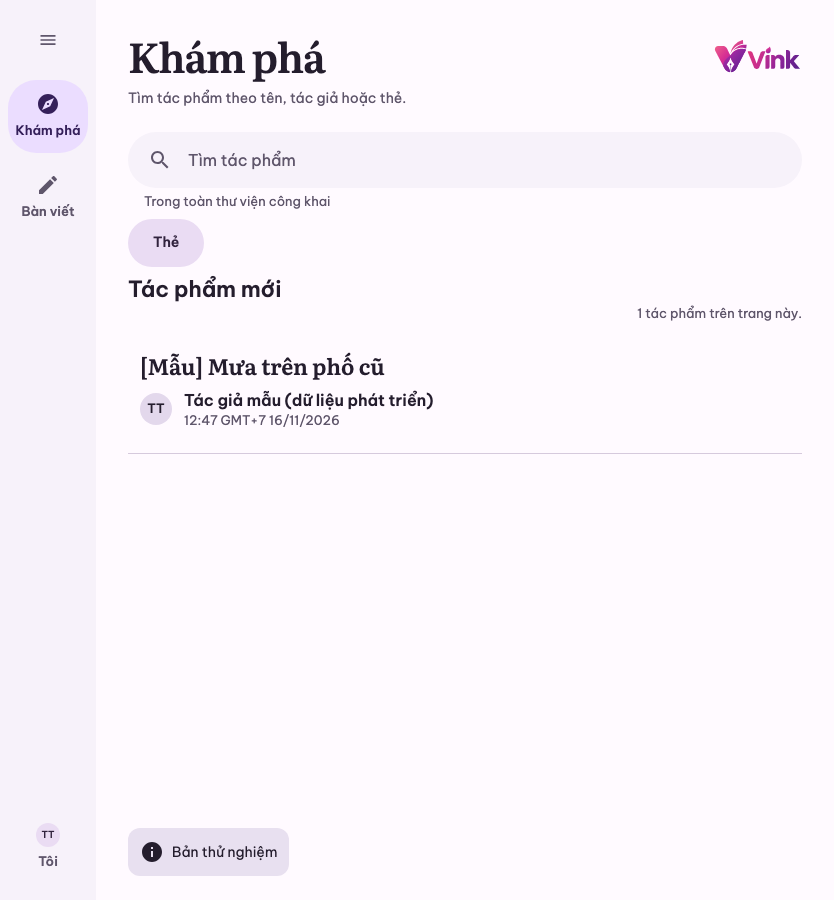 Khám phá
Vink
Tìm tác phẩm theo tên, tác giả hoặc thẻ.
Khám phá
Bàn viết
Tìm tác phẩm
Trong toàn thư viện công khai
Thẻ
Tác phẩm mới
1 tác phẩm trên trang này.
[Mẫu] Mưa trên phố cũ
TT
Tác giả mẫu (dữ liệu phát triển)
12:47 GMT+7 16/11/2026
TT
Tôi
Bản thử nghiệm